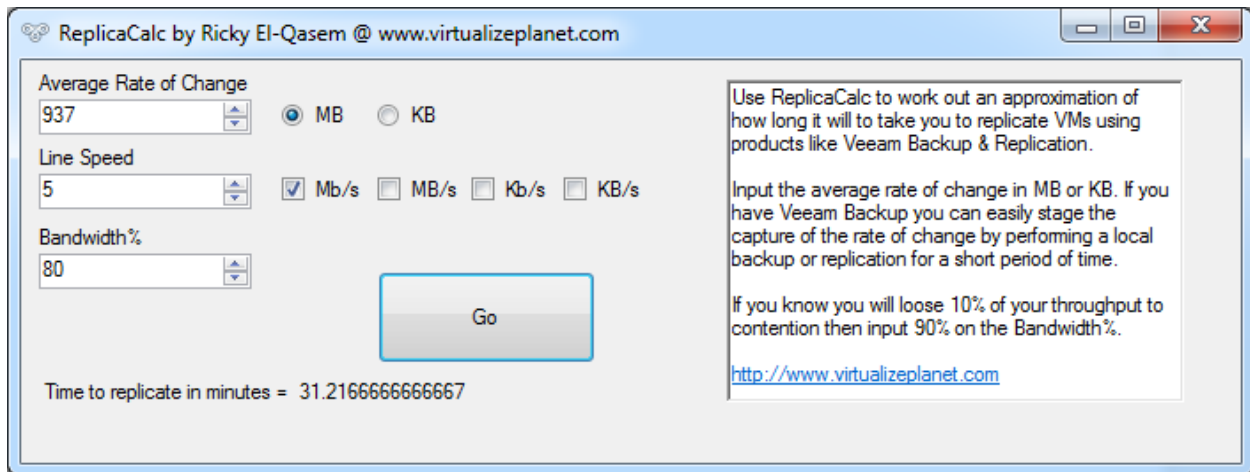 ReplicaCalc by Ricky El-Qasem @ www.virtualizeplanet.com
Average Rate of Change
937
MB KB
Line Speed
5
Mb/s MB/s Kb/s KB/s
Bandwidth%
80
Go
Time to replicate in minutes = 31.2166666666667
Use ReplicaCalc to work out an approximation of
how long it will to take you to replicate VMs using
products like Veeam Backup & Replication.
Input the average rate of change in MB or KB. If you
have Veeam Backup you can easily stage the
capture of the rate of change by performing a local
backup or replication for a short period of time.
If you know you will loose 10% of your throughput to
contention then input 90% on the Bandwidth%.
http://www.virtualizeplanet.com